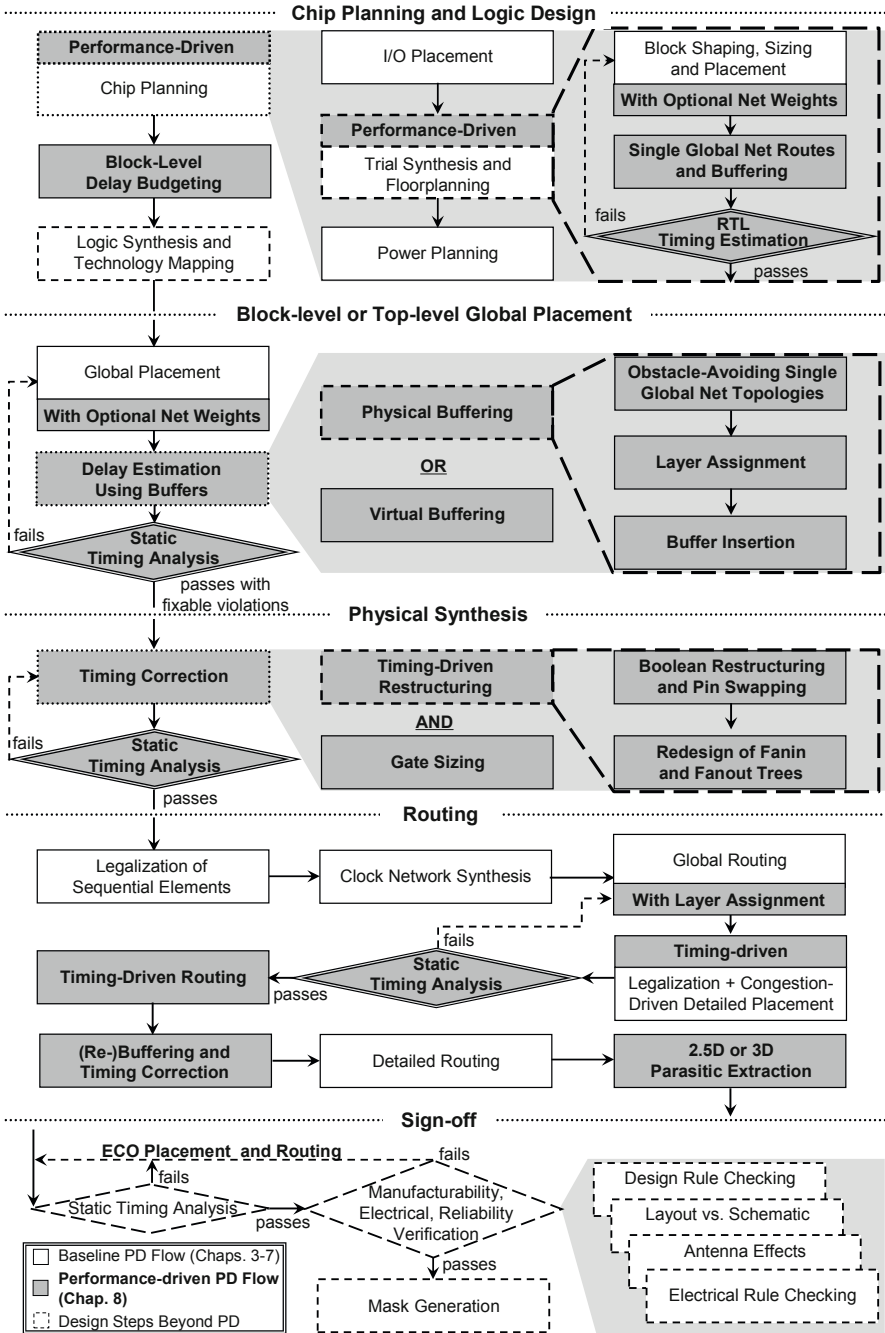 Chip Planning and Logic Design
Performance-Driven
Chip Planning
Block-Level
Delay Budgeting
Logic Synthesis and
Technology Mapping
I/O Placement
Performance-Driven
Trial Synthesis and
Floorplanning
Power Planning
Block Shaping, Sizing
and Placement
With Optional Net Weights
Single Global Net Routes
and Buffering
fails
RTL
Timing Estimation
passes
Block-level or Top-level Global Placement
Global Placement
With Optional Net Weights
Delay Estimation
Using Buffers
fails
Static
Timing Analysis
passes with
fixable violations
Physical Buffering
OR
Virtual Buffering
Obstacle-Avoiding Single
Global Net Topologies
Layer Assignment
Buffer Insertion
Physical Synthesis
Timing Correction
fails
Static
Timing Analysis
passes
Timing-Driven
Restructuring
AND
Gate Sizing
Boolean Restructuring
and Pin Swapping
Redesign of Fanin
and Fanout Trees
Routing
Legalization of
Sequential Elements
Clock Network Synthesis
Global Routing
With Layer Assignment
fails
Timing-driven
Legalization + Congestion-
Driven Detailed Placement
Static
Timing Analysis
passes
Timing-Driven Routing
(Re-)Buffering and
Timing Correction
Detailed Routing
2.5D or 3D
Parasitic Extraction
Sign-off
ECO Placement and Routing
fails
fails
Static Timing Analysis
passes
Manufacturability,
Electrical, Reliability
Verification
passes
Mask Generation
Design Rule Checking
Layout vs. Schematic
Antenna Effects
Electrical Rule Checking
Baseline PD Flow (Chaps. 3-7)
Performance-driven PD Flow
(Chap. 8)
Design Steps Beyond PD